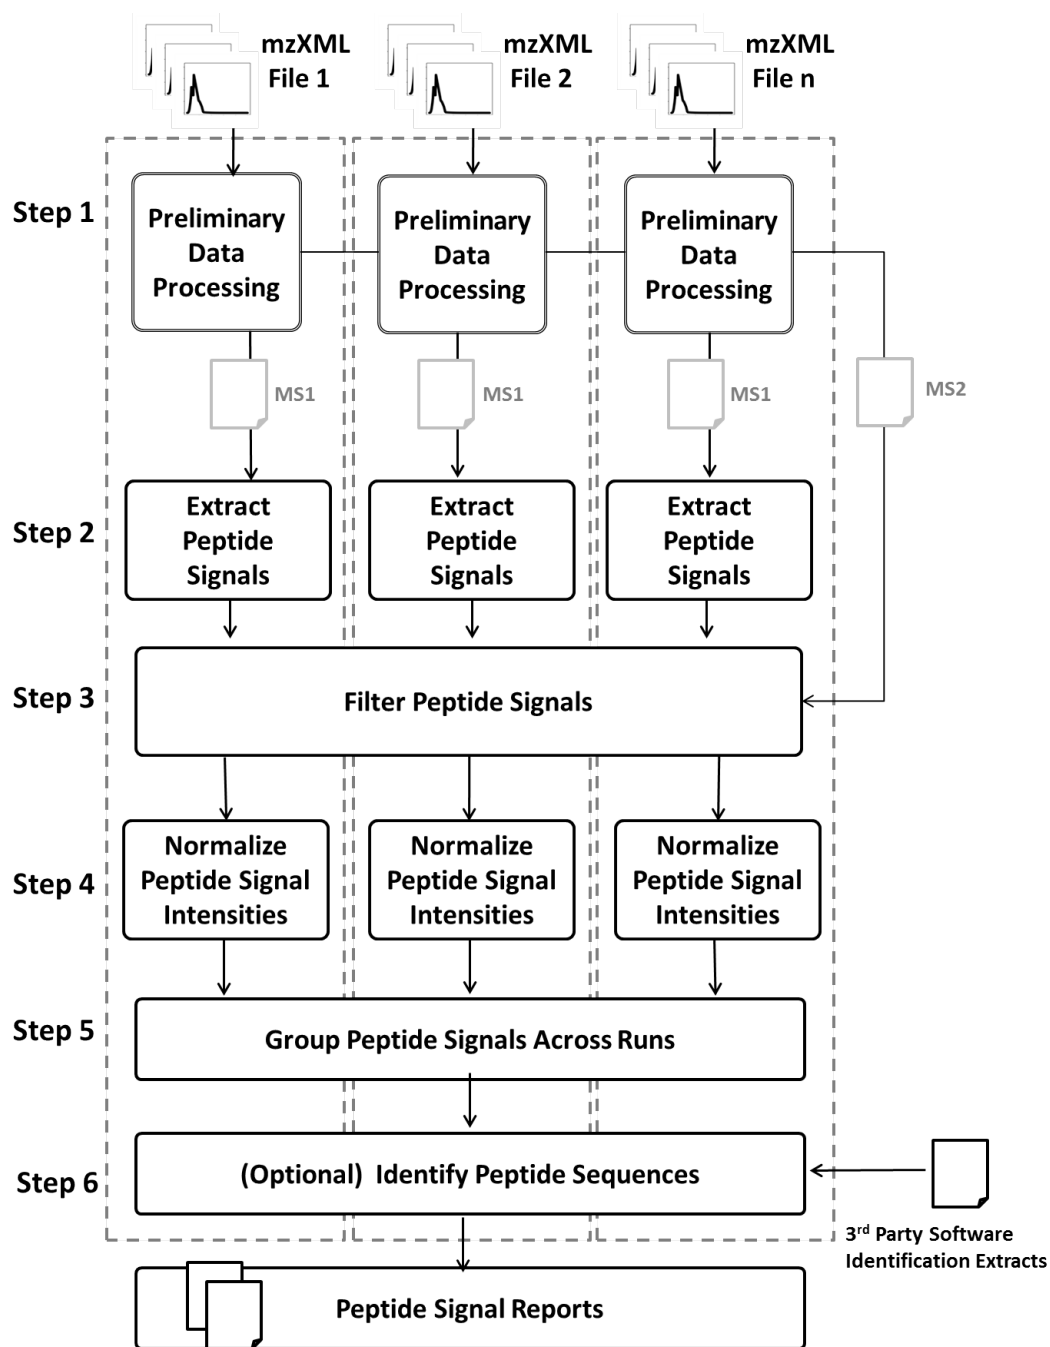 mzXML
File 1
mzXML
File 2
mzXML
File n
Step 1
Preliminary
Data
Processing
Preliminary
Data
Processing
Preliminary
Data
Processing
MS1
MS1
MS1
MS2
Step 2
Extract
Peptide
Signals
Extract
Peptide
Signals
Extract
Peptide
Signals
Step 3
Filter Peptide Signals
Step 4
Normalize
Peptide Signal
Intensities
Normalize
Peptide Signal
Intensities
Normalize
Peptide Signal
Intensities
Step 5
Group Peptide Signals Across Runs
Step 6
(Optional) Identify Peptide Sequences
3rd Party Software
Identification Extracts
Peptide Signal Reports